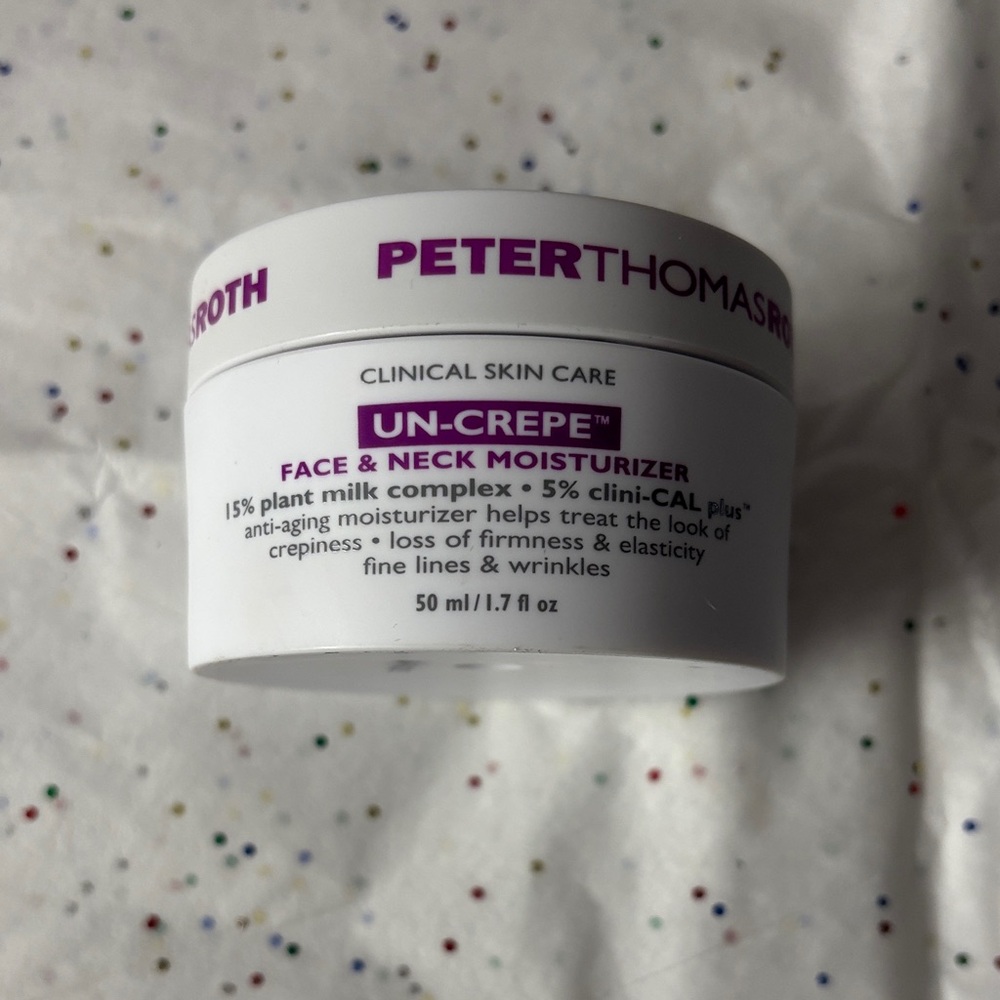 SROTH PETERTHOMASRO
CLINICAL SKIN CARE
UN-CREPE™
FACE & NECK MOISTURIZER
15% plant milk complex • 5% clini-CAL plus™
anti-aging moisturizer helps treat the look of
crepiness • loss of firmness & elasticity
fine lines & wrinkles
50 ml/1.7 fl oz